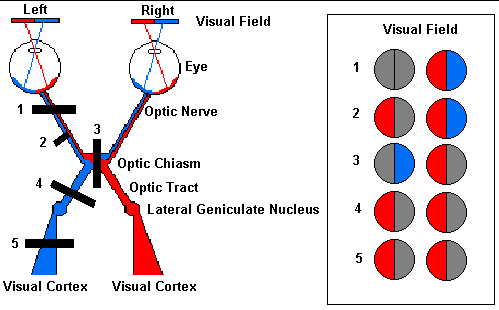 Left
Right
Visual Field
Eye
1
Optic Nerve
2
3
Optic Chiasm
4
Optic Tract
Lateral Geniculate Nucleus
5
Visual Cortex
Visual Cortex
Visual Field
1
2
3
4
5